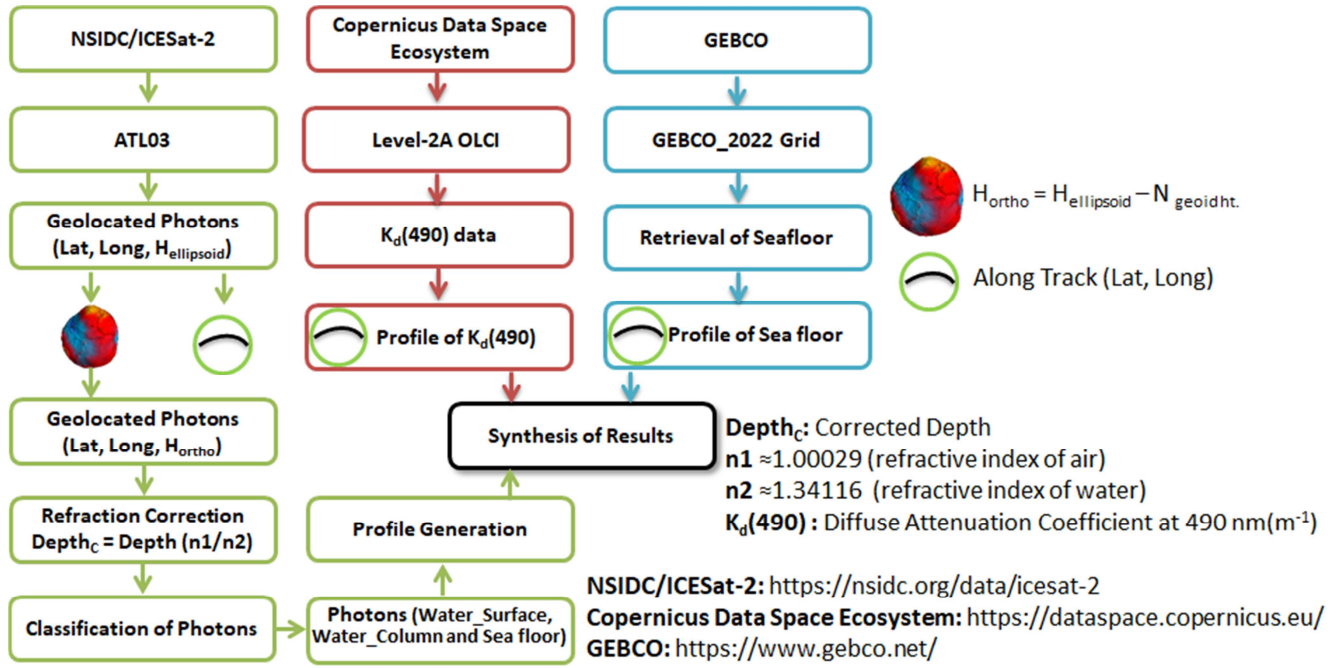 NSIDC/ICESat-2
ATL03
Geolocated Photons
(Lat, Long, Hellipsoid)
Geolocated Photons
(Lat, Long, Hortho)
Refraction Correction
DepthC = Depth (n1/n2)
Classification of Photons
Photons (Water_Surface,
Water_Column and Sea floor)
Profile Generation
Copernicus Data Space
Ecosystem
Level-2A OLCI
Kd(490) data
Profile of Kd(490)
GEBCO
GEBCO_2022 Grid
Retrieval of Seafloor
Profile of Sea floor
Synthesis of Results
Hortho = Hellipsoid – N geoid ht.
Along Track (Lat, Long)
DepthC: Corrected Depth
n1 ≈1.00029 (refractive index of air)
n2 ≈1.34116 (refractive index of water)
Kd(490) : Diffuse Attenuation Coefficient at 490 nm(m⁻¹)
NSIDC/ICESat-2: https://nsidc.org/data/icesat-2
Copernicus Data Space Ecosystem: https://dataspace.copernicus.eu/
GEBCO: https://www.gebco.net/